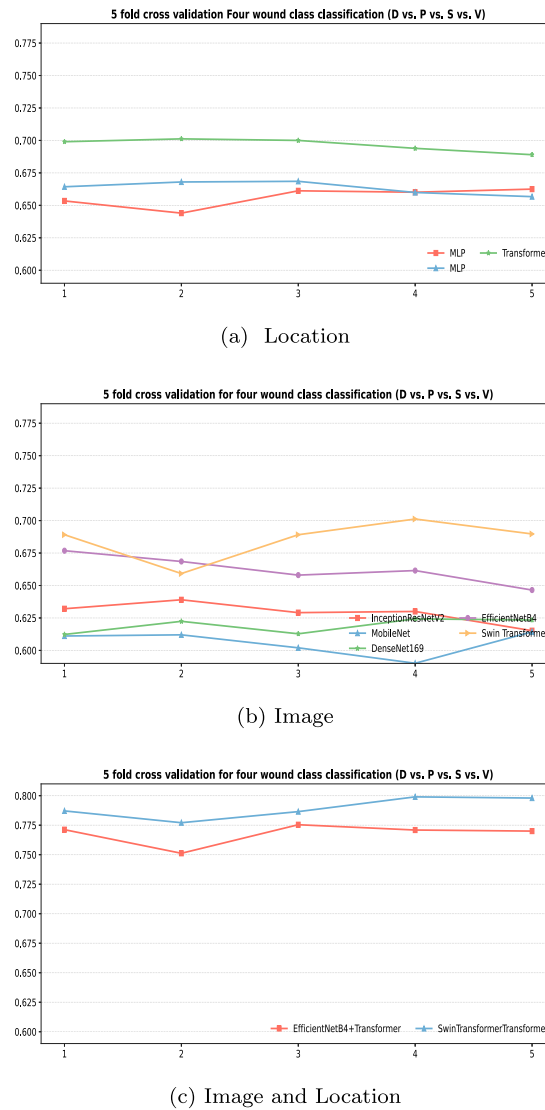 5 fold cross validation Four wound class classification (D vs. P vs. S vs. V)
0.775
0.750
0.725
0.700
0.675
0.650
0.625
0.600
MLP Transforme
MLP
1 2 3 4 5
(a) Location
5 fold cross validation for four wound class classification (D vs. P vs. S vs. V)
0.775
0.750
0.725
0.700
0.675
0.650
0.625
0.600
InceptionResNetV2 EfficientNetB4
MobileNet Swin Transforme
DenseNet169
1 2 3 4 5
(b) Image
5 fold cross validation for four wound class classification (D vs. P vs. S vs. V)
0.800
0.775
0.750
0.725
0.700
0.675
0.650
0.625
0.600
EfficientNetB4+Transformer SwinTransformerTransforme
1 2 3 4 5
(c) Image and Location